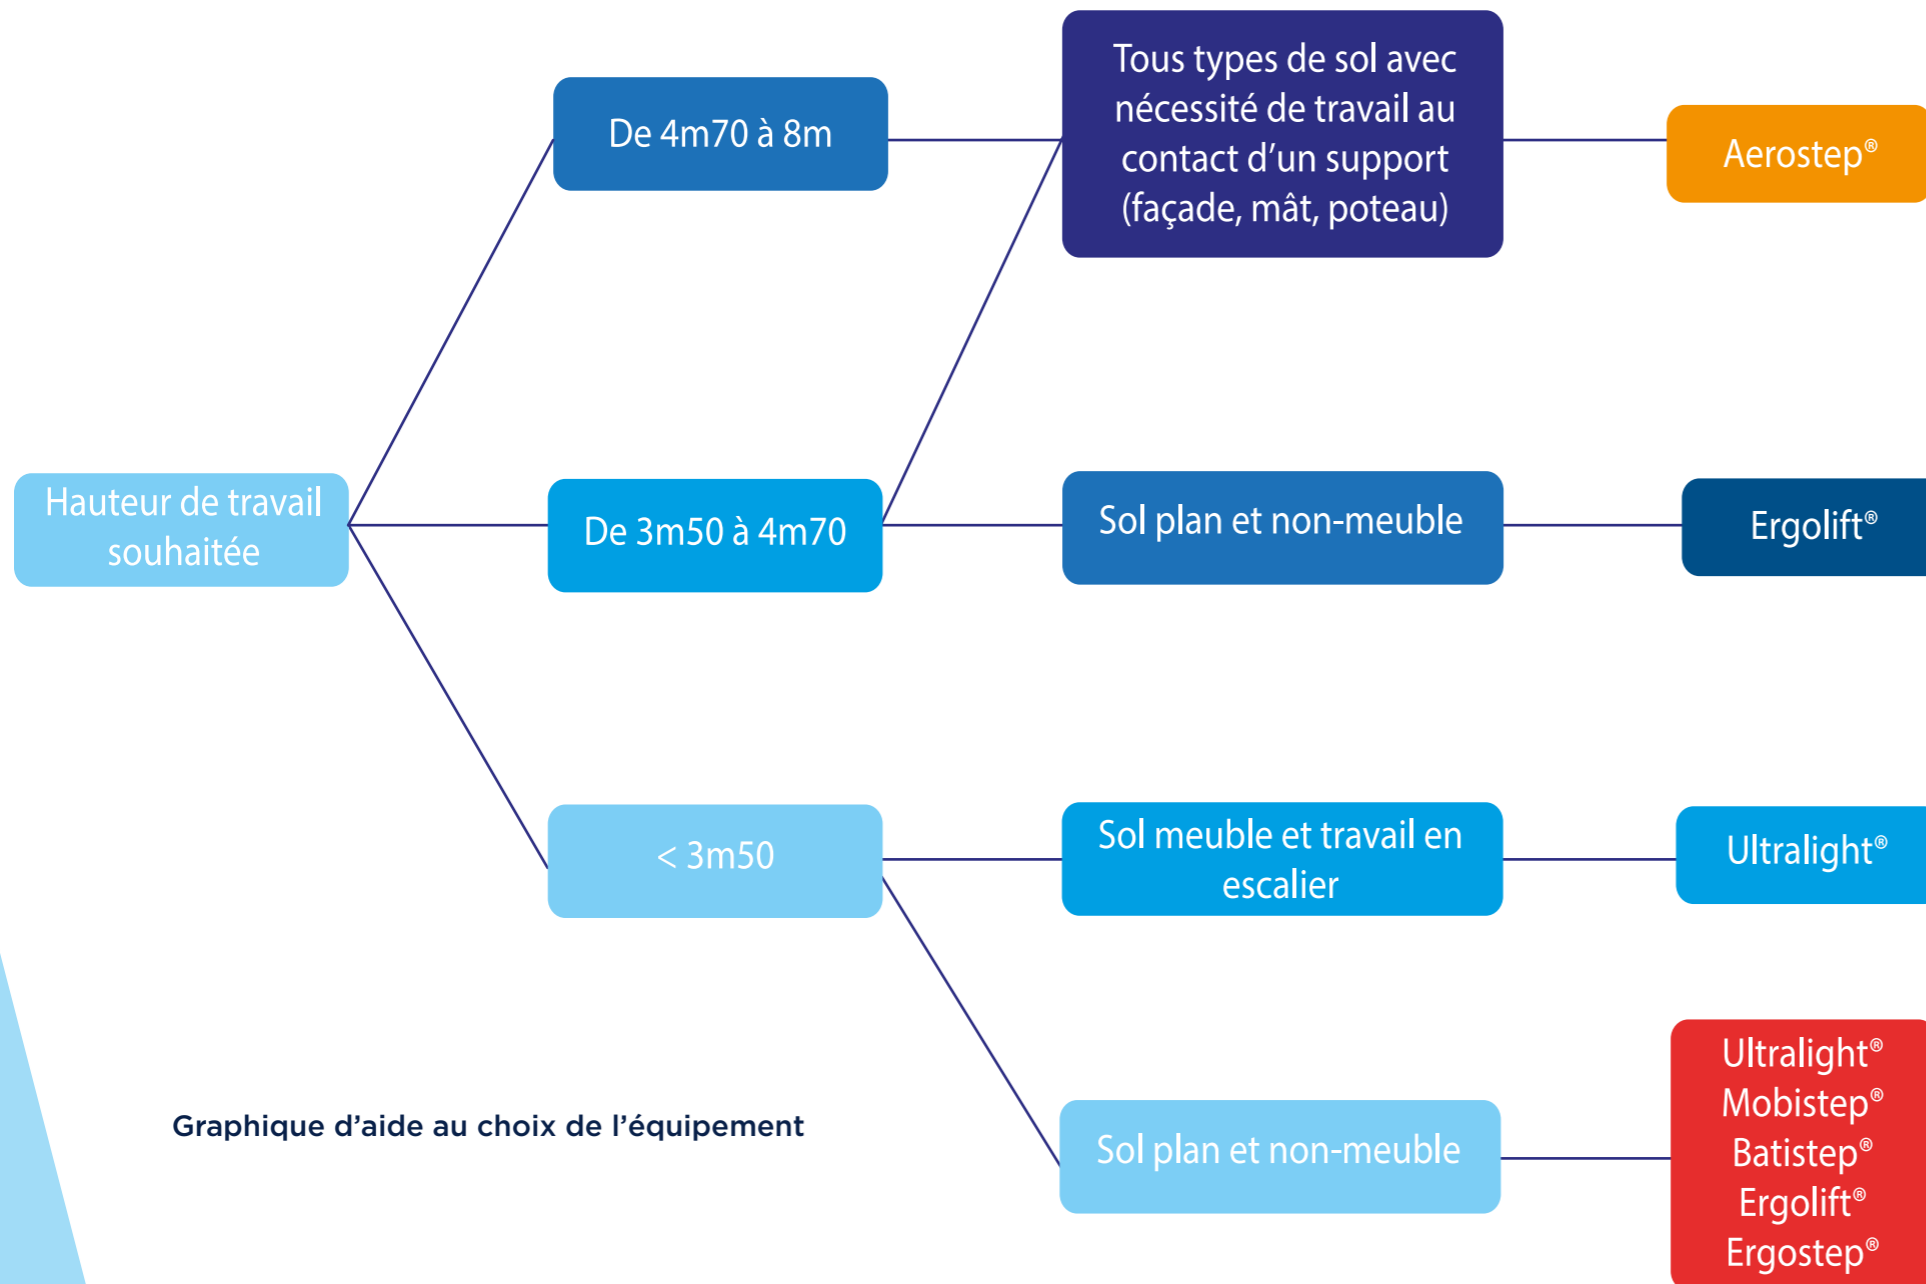 Hauteur de travail
souhaitée
De 4m70 à 8m
Tous types de sol avec
nécessité de travail au
contact d’un support
(façade, mât, poteau)
Aerostep®
De 3m50 à 4m70
Sol plan et non-meuble
Ergolift®
< 3m50
Sol meuble et travail en
escalier
Ultralight®
Sol plan et non-meuble
Ultralight®
Mobistep®
Batistep®
Ergolift®
Ergostep®
Graphique d’aide au choix de l’équipement